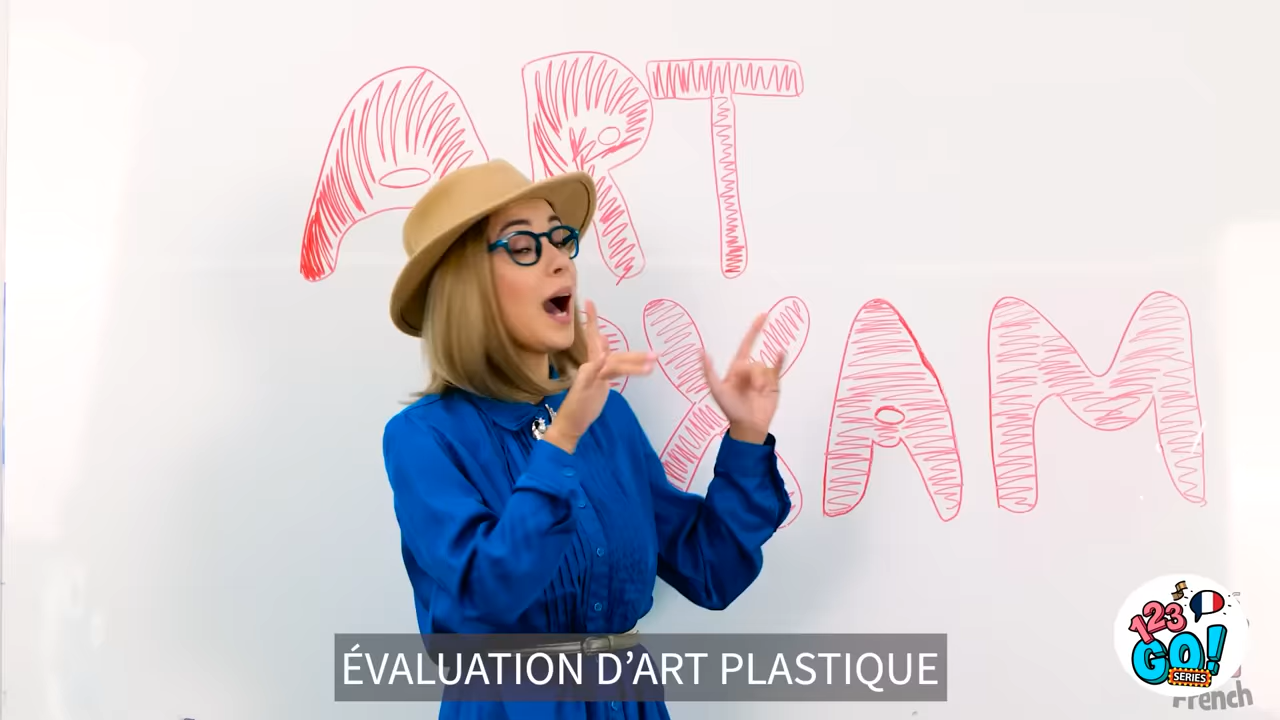 ART
EXAM
ÉVALUATION D’ART PLASTIQUE
123
GO!
SERIES
French